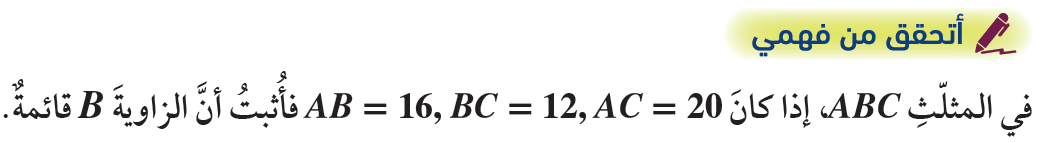 أتحقق من فهمي
في المثلّثِ ABC، إذا كانَ AB = 16, BC = 12, AC = 20 فأُثبتُ أنَّ الزاويةَ B قائمةٌ.